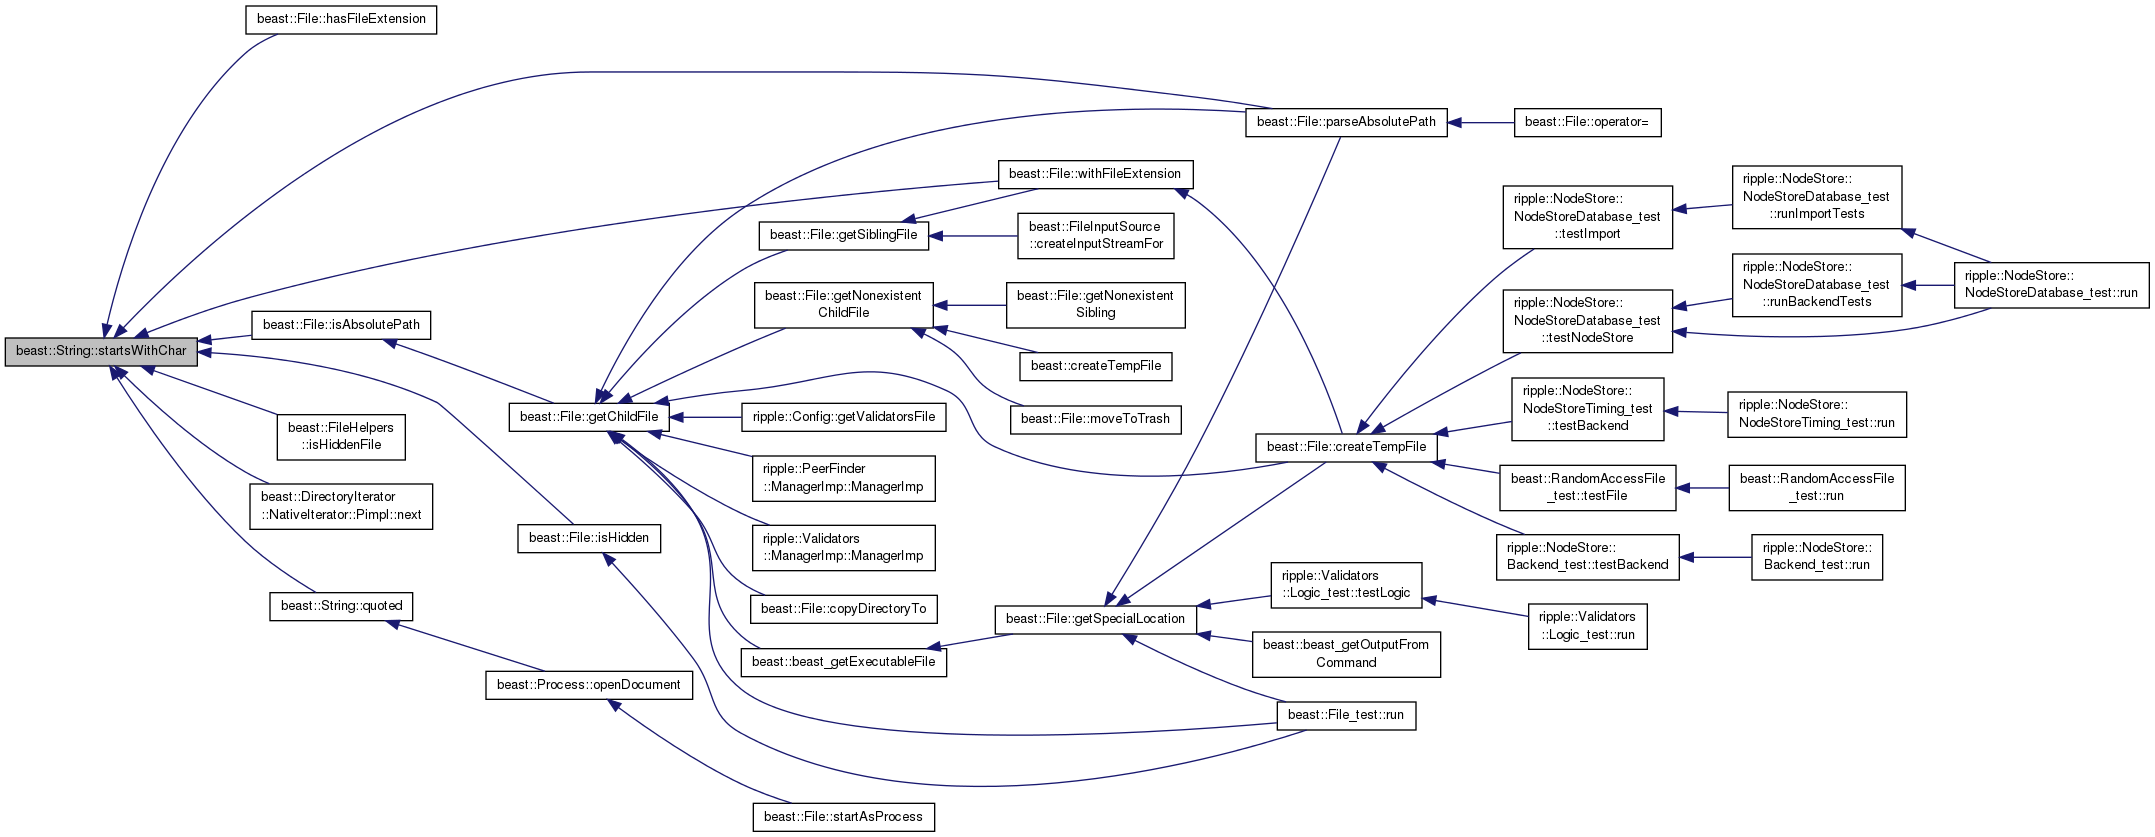 beast::File::hasFileExtension
beast::File::parseAbsolutePath
beast::File::operator=
beast::File::withFileExtension
ripple::NodeStore::
NodeStoreDatabase_test
::runImportTests
ripple::NodeStore::
NodeStoreDatabase_test
::testImport
beast::File::getSiblingFile
beast::FileInputSource
::createInputStreamFor
ripple::NodeStore::
NodeStoreDatabase_test
::runBackendTests
ripple::NodeStore::
NodeStoreDatabase_test::run
beast::File::getNonexistent
ChildFile
beast::File::getNonexistent
Sibling
ripple::NodeStore::
NodeStoreDatabase_test
::testNodeStore
beast::File::isAbsolutePath
beast::String::startsWithChar
beast::createTempFile
ripple::NodeStore::
NodeStoreTiming_test
::testBackend
ripple::NodeStore::
NodeStoreTiming_test::run
beast::File::getChildFile
ripple::Config::getValidatorsFile
beast::File::moveToTrash
beast::FileHelpers
::isHiddenFile
beast::File::createTempFile
ripple::PeerFinder
::ManagerImp::ManagerImp
beast::RandomAccessFile
_test::testFile
beast::RandomAccessFile
_test::run
beast::DirectoryIterator
::NativeIterator::Pimpl::next
beast::File::isHidden
ripple::Validators
::ManagerImp::ManagerImp
ripple::NodeStore::
Backend_test::testBackend
ripple::NodeStore::
Backend_test::run
beast::String::quoted
beast::File::copyDirectoryTo
ripple::Validators
::Logic_test::testLogic
beast::File::getSpecialLocation
ripple::Validators
::Logic_test::run
beast::beast_getExecutableFile
beast::beast_getOutputFrom
Command
beast::Process::openDocument
beast::File_test::run
beast::File::startAsProcess